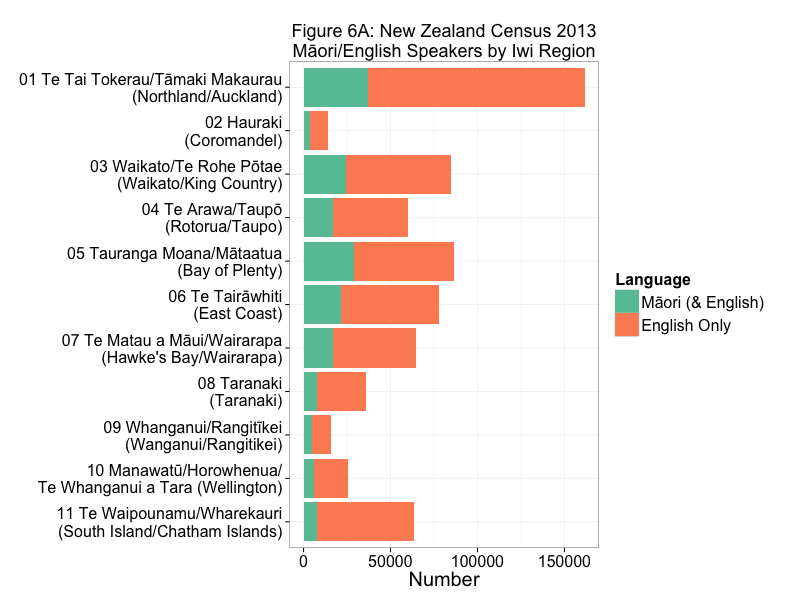 Figure 6A: New Zealand Census 2013
Māori/English Speakers by Iwi Region
01 Te Tai Tokerau/Tāmaki Makaurau
(Northland/Auckland)
02 Hauraki
(Coromandel)
03 Waikato/Te Rohe Pōtae
(Waikato/King Country)
04 Te Arawa/Taupō
(Rotorua/Taupo)
05 Tauranga Moana/Mātaatua
(Bay of Plenty)
06 Te Tairāwhiti
(East Coast)
07 Te Matau a Māui/Wairarapa
(Hawke's Bay/Wairarapa)
08 Taranaki
(Taranaki)
09 Whanganui/Rangitīkei
(Wanganui/Rangitikei)
10 Manawatū/Horowhenua/
Te Whanganui a Tara (Wellington)
11 Te Waipounamu/Wharekauri
(South Island/Chatham Islands)
0 50000 100000 150000
Number
Language
Māori (& English)
English Only